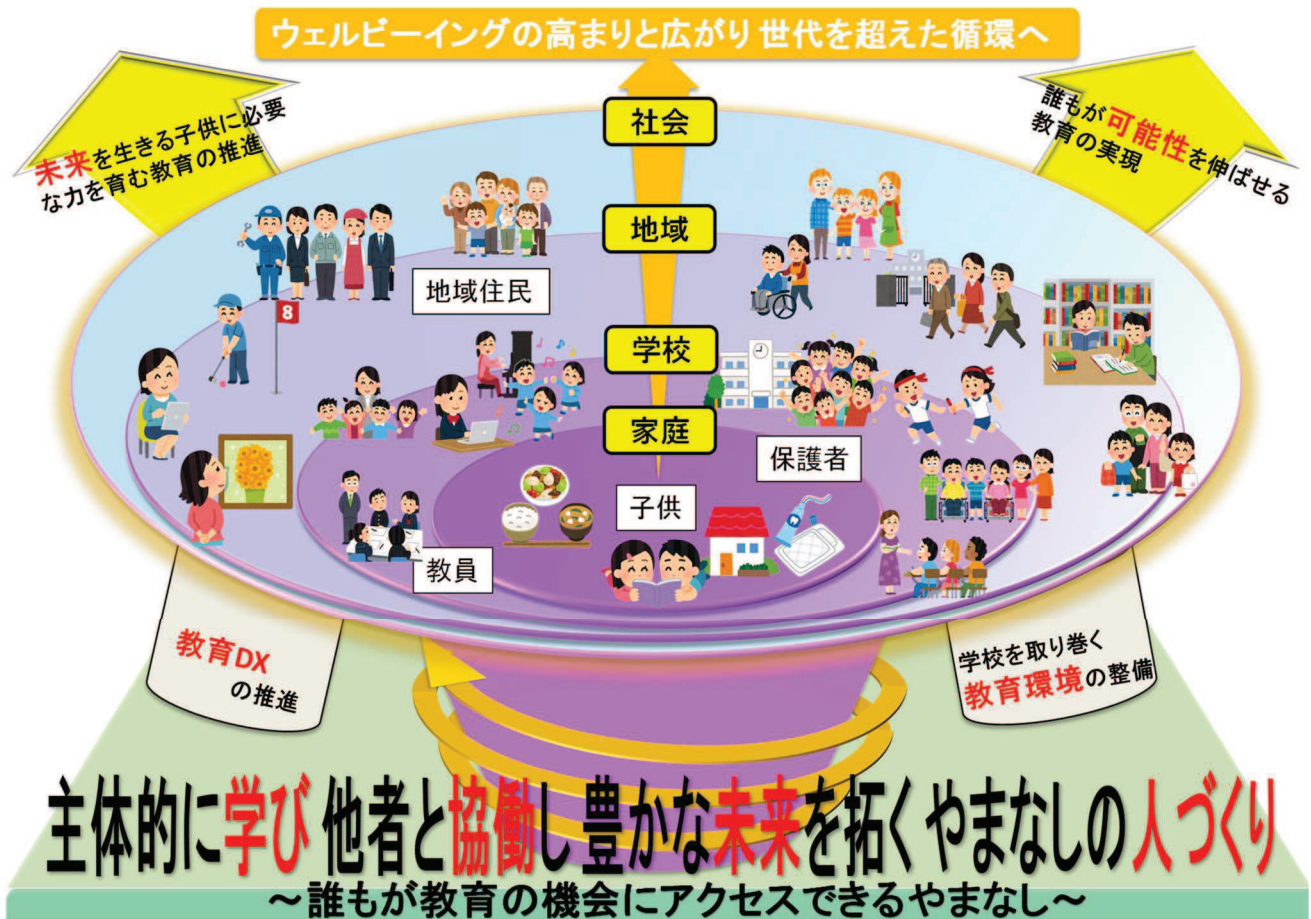 ウェルビーイングの高まりと広がり 世代を超えた循環へ
未来を生きる子供に必要
な力を育む教育の推進
誰もが可能性を伸ばせる
教育の実現
社会
地域
地域住民
8
学校
家庭
保護者
子供
教員
教育DX
の推進
学校を取り巻く
教育環境の整備
主体的に学び 他者と協働し 豊かな未来を拓く やまなしの人づくり
～誰もが教育の機会にアクセスできるやまなし～